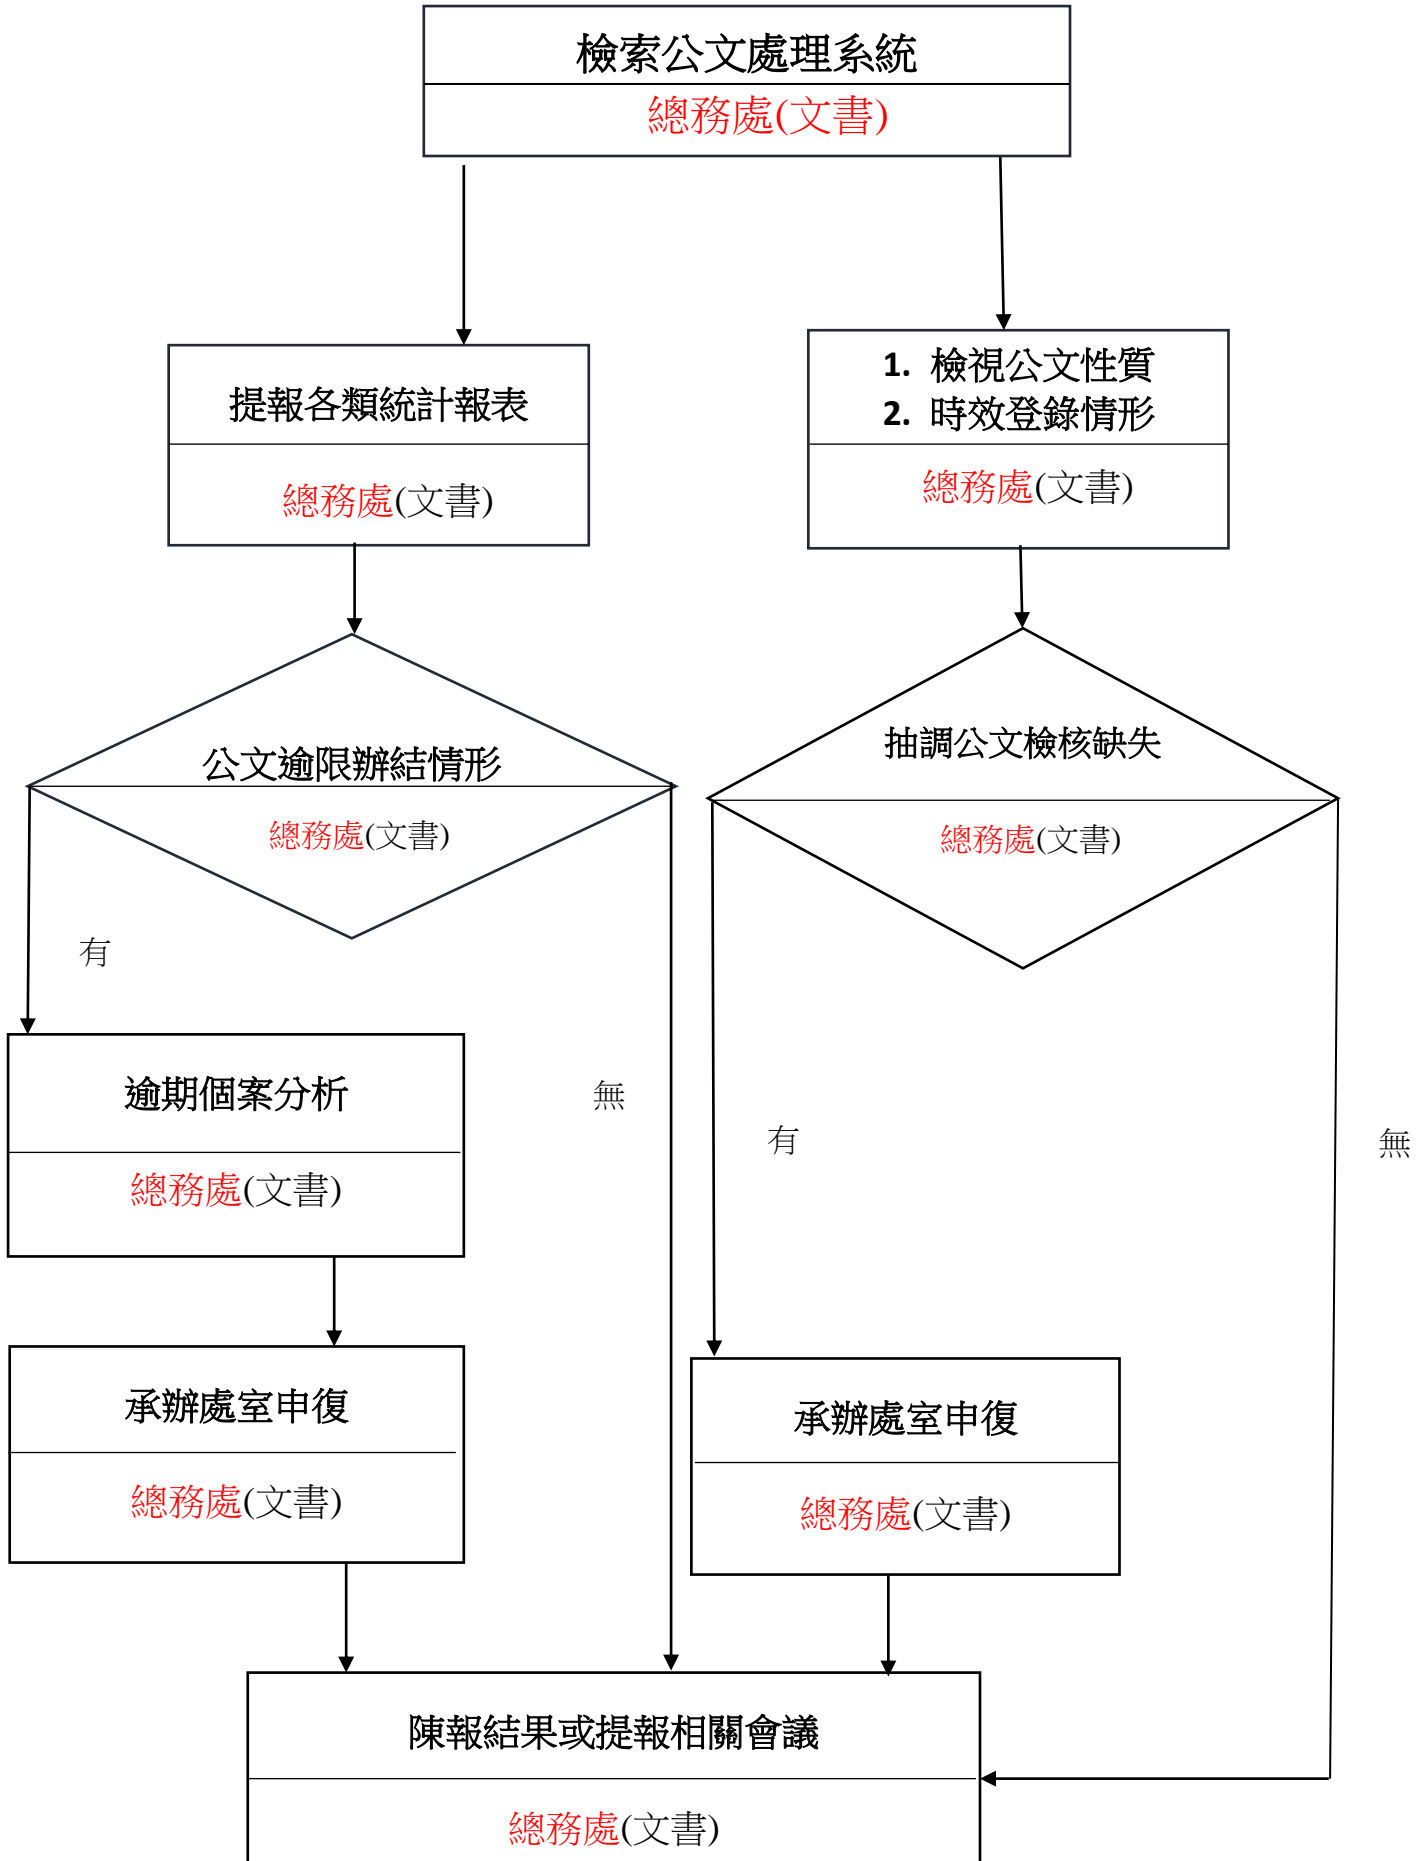 檢索公文處理系統
總務處(文書)
提報各類統計報表
總務處(文書)
1. 檢視公文性質
2. 時效登錄情形
總務處(文書)
公文逾限辦結情形
總務處(文書)
抽調公文檢核缺失
總務處(文書)
有
無
有
無
逾期個案分析
總務處(文書)
承辦處室申復
總務處(文書)
承辦處室申復
總務處(文書)
陳報結果或提報相關會議
總務處(文書)